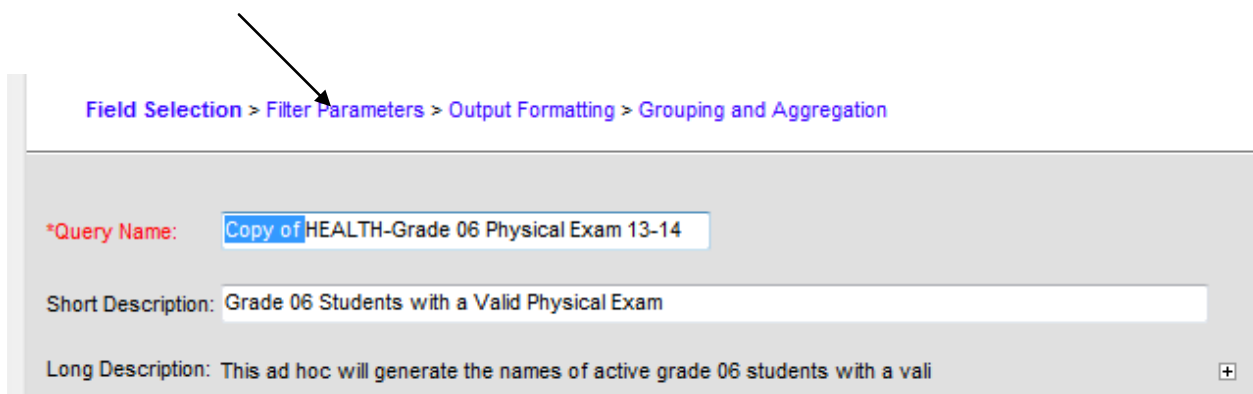 Field Selection > Filter Parameters > Output Formatting > Grouping and Aggregation
*Query Name: Copy of HEALTH-Grade 06 Physical Exam 13-14
Short Description: Grade 06 Students with a Valid Physical Exam
Long Description: This ad hoc will generate the names of active grade 06 students with a vali